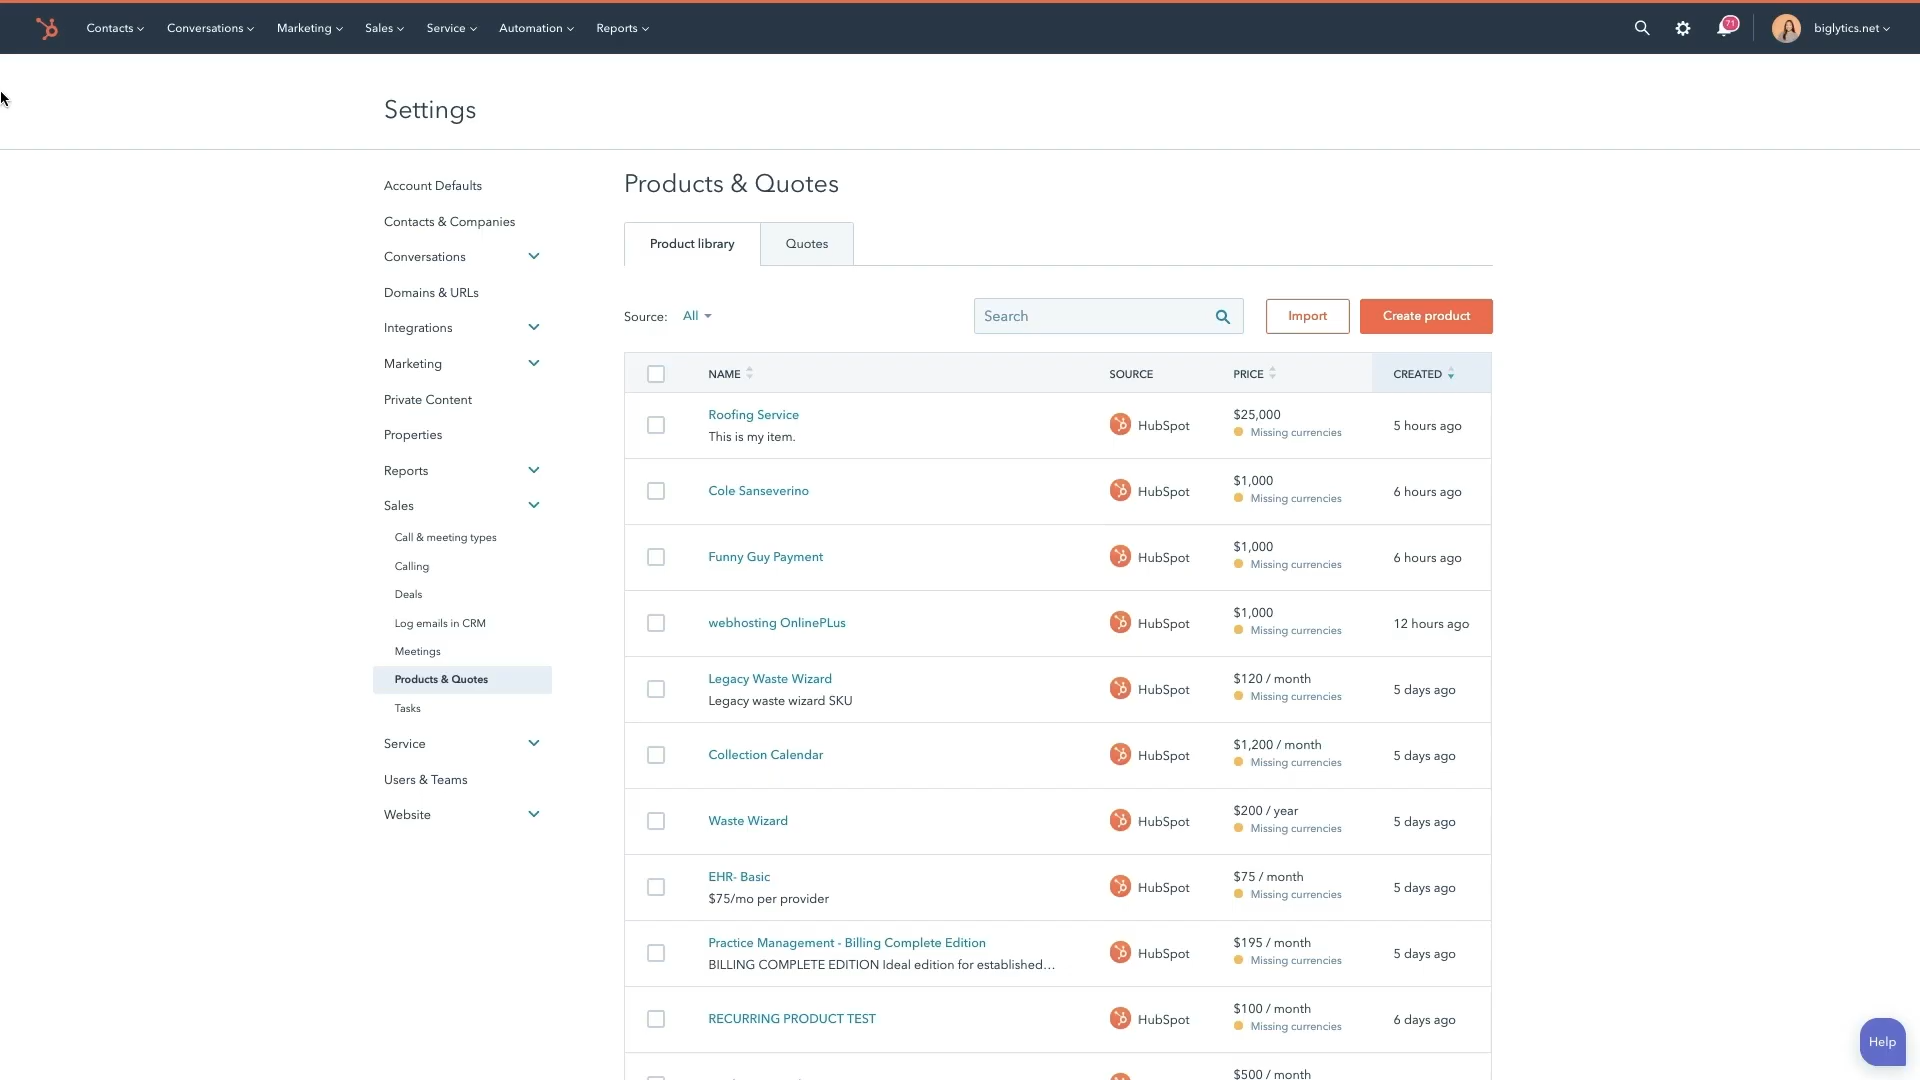 Contacts
Conversations
Marketing
Sales
Service
Automation
Reports
71
biglytics.net
Settings
Account Defaults
Contacts & Companies
Conversations
Domains & URLs
Integrations
Marketing
Private Content
Properties
Reports
Sales
Call & meeting types
Calling
Deals
Log emails in CRM
Meetings
Products & Quotes
Tasks
Service
Users & Teams
Website
Products & Quotes
Product library
Quotes
Source: All
Search
Import
Create product
NAME
SOURCE
PRICE
CREATED
Roofing Service
This is my item.
HubSpot
$25,000
Missing currencies
5 hours ago
Cole Sanseverino
HubSpot
$1,000
Missing currencies
6 hours ago
Funny Guy Payment
HubSpot
$1,000
Missing currencies
6 hours ago
webhosting OnlinePLus
HubSpot
$1,000
Missing currencies
12 hours ago
Legacy Waste Wizard
Legacy waste wizard SKU
HubSpot
$120 / month
Missing currencies
5 days ago
Collection Calendar
HubSpot
$1,200 / month
Missing currencies
5 days ago
Waste Wizard
HubSpot
$200 / year
Missing currencies
5 days ago
EHR- Basic
$75/mo per provider
HubSpot
$75 / month
Missing currencies
5 days ago
Practice Management - Billing Complete Edition
BILLING COMPLETE EDITION Ideal edition for established...
HubSpot
$195 / month
Missing currencies
5 days ago
RECURRING PRODUCT TEST
HubSpot
$100 / month
Missing currencies
6 days ago
$500 / month
Help